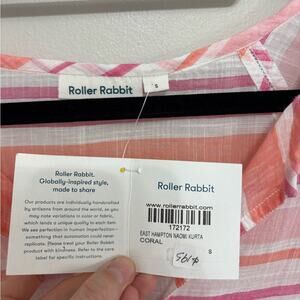 Roller Rabbit
S
Roller Rabbit.
Globally-inspired style,
made to share
Our products are individually handcrafted
by artisans from around the world, so you
may note variations in color or fabric,
which lends a unique quality to each item.
We see perfection in human imperfection—
something that automation could never
replicate. Please treat your Roller Rabbit
product with kindness. Refer to the care
label for specific instructions.
Roller Rabbit
www.rollerrabbit.com
172172
EAST HAMPTON NAOMI KURTA
CORAL
S